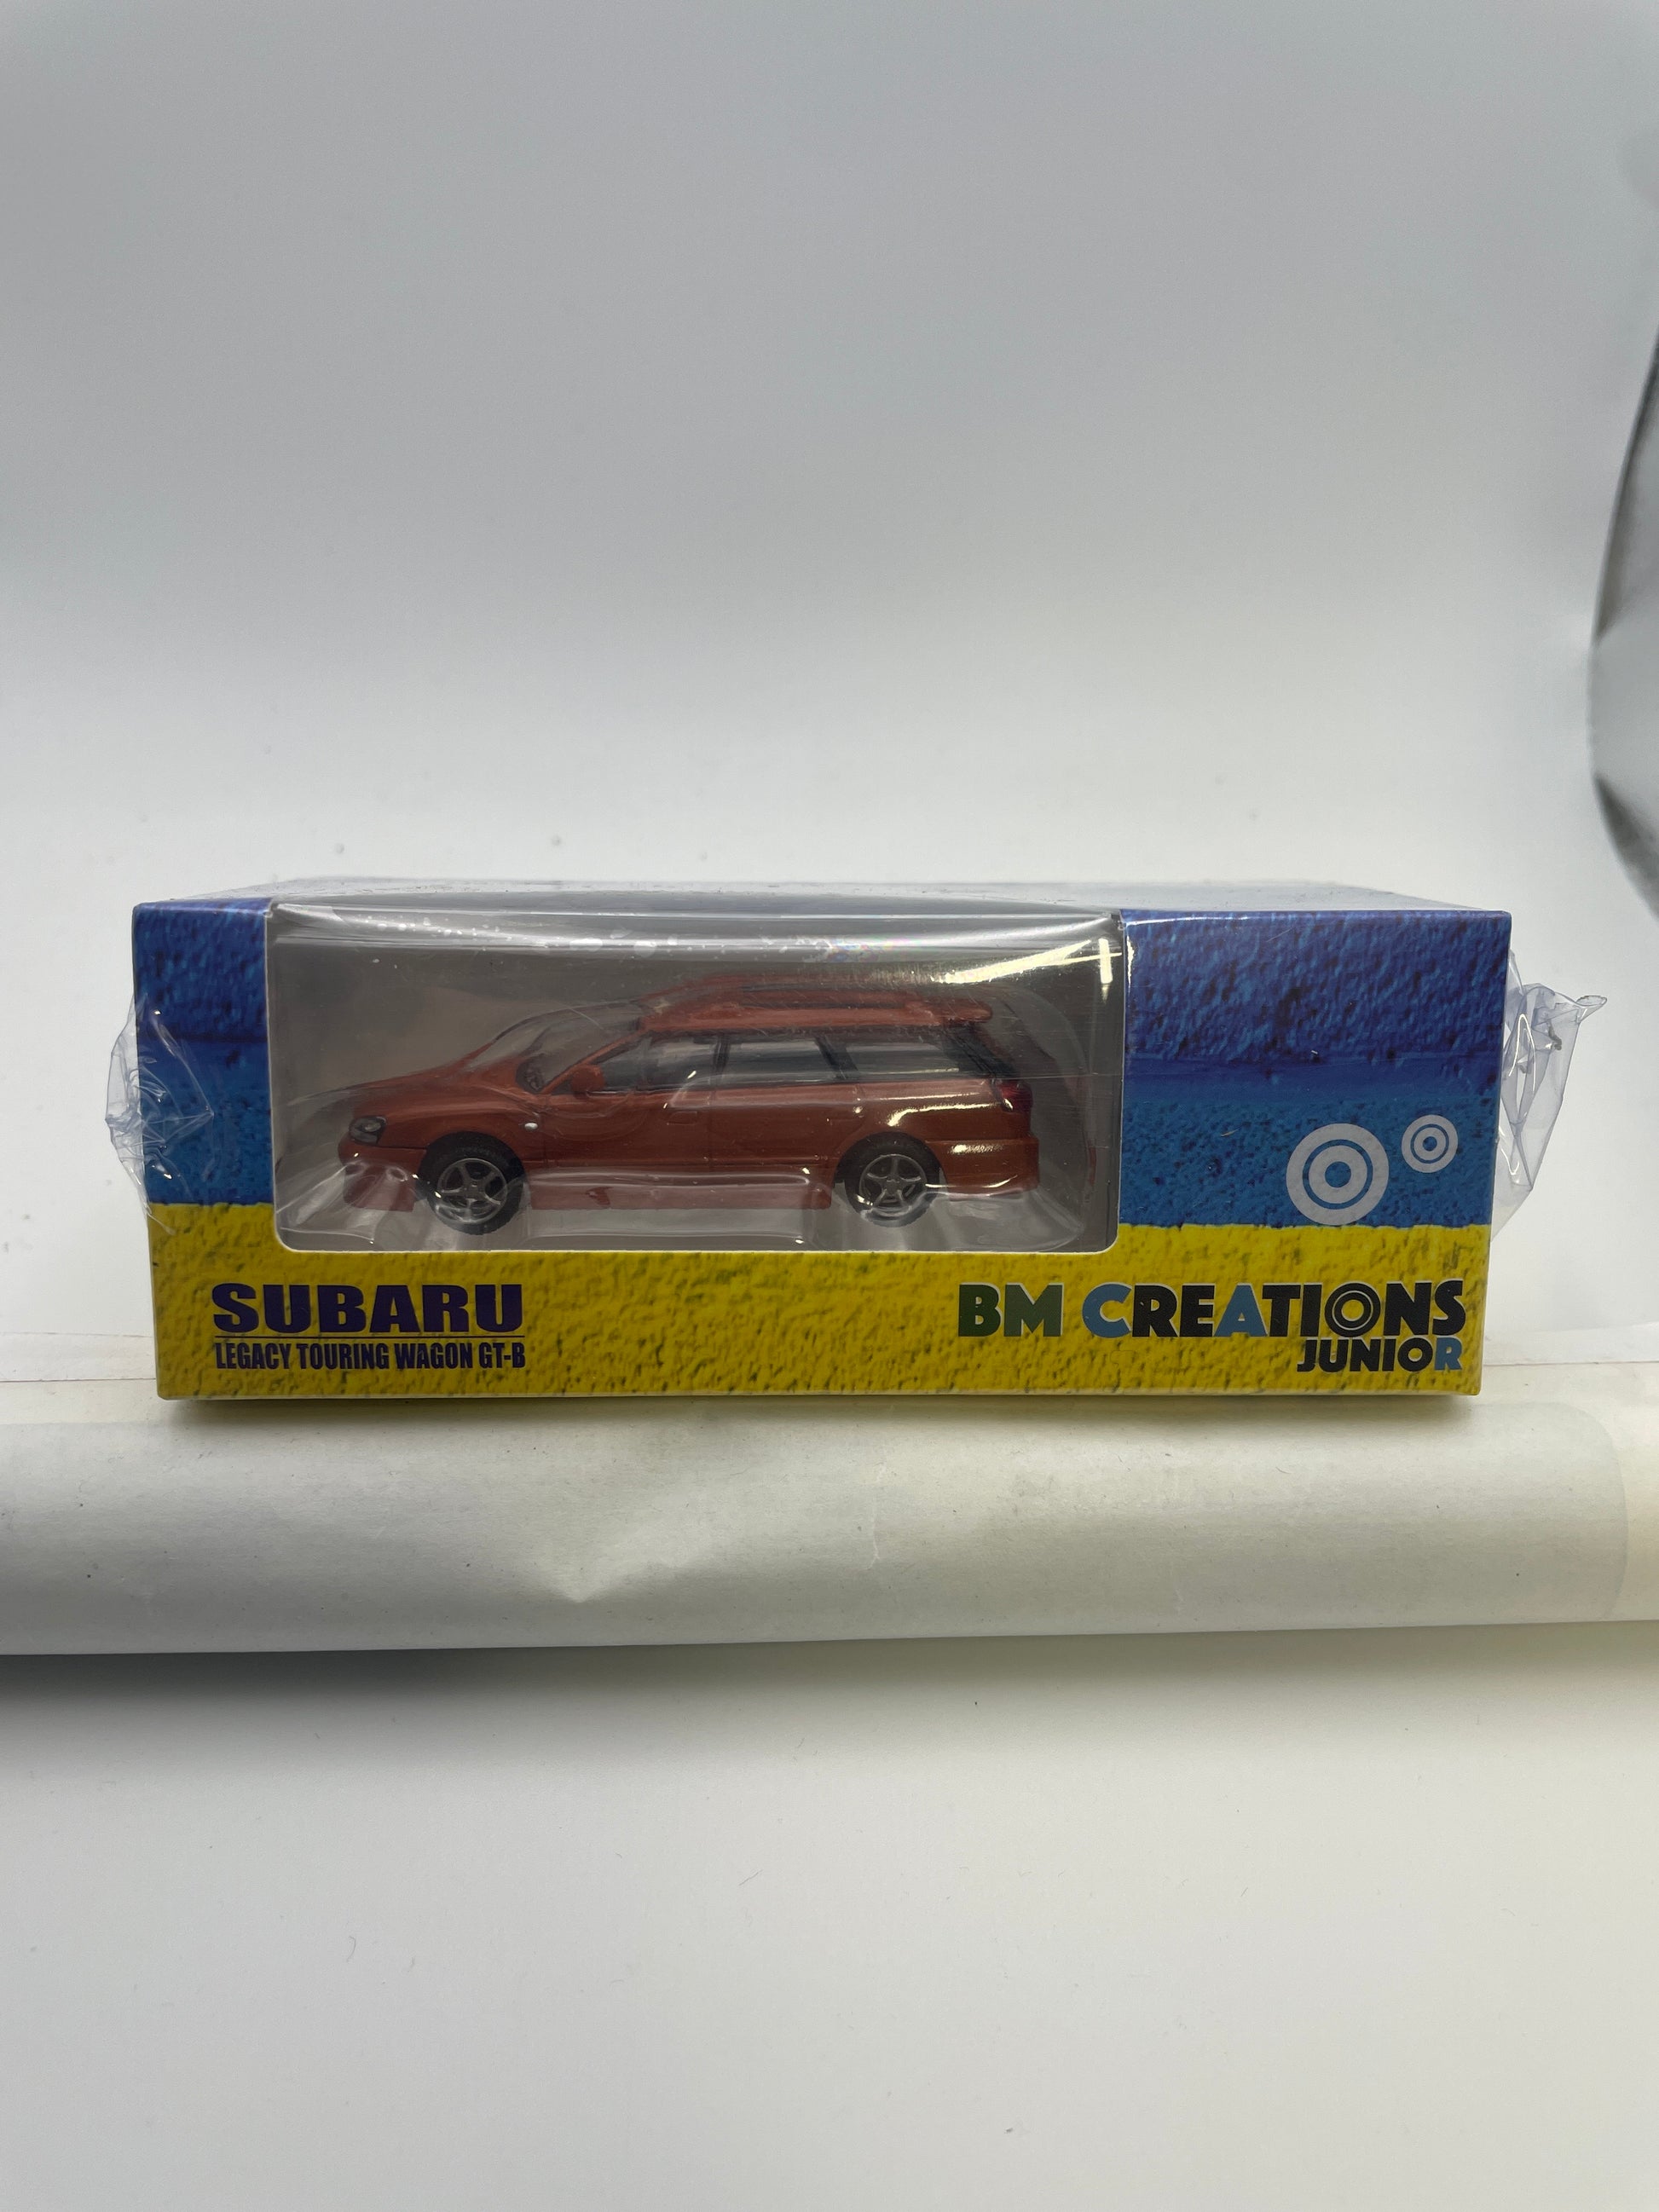 SUBARU
LEGACY TOURING WAGON GT-B
BM CREATIONS
JUNIOR